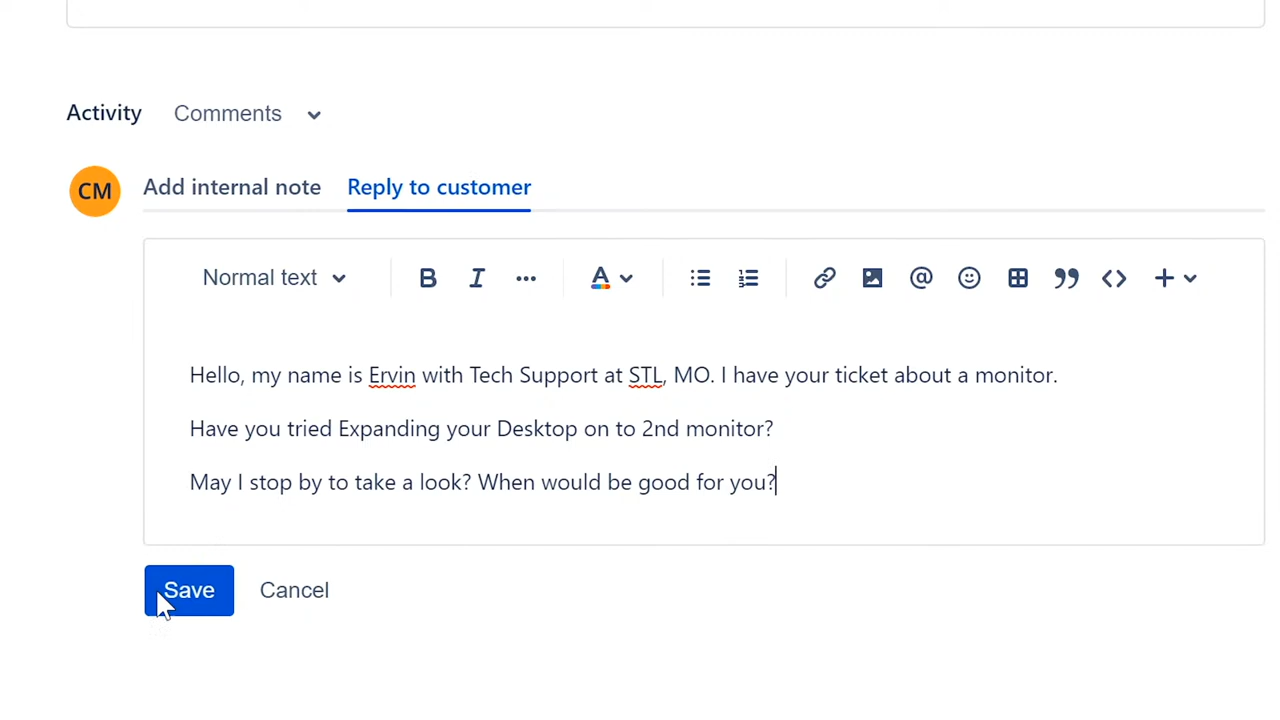 Activity Comments
CM Add internal note Reply to customer
Normal text B I ... A @ <> +
Hello, my name is Ervin with Tech Support at STL, MO. I have your ticket about a monitor.
Have you tried Expanding your Desktop on to 2nd monitor?
May I stop by to take a look? When would be good for you?
Save Cancel